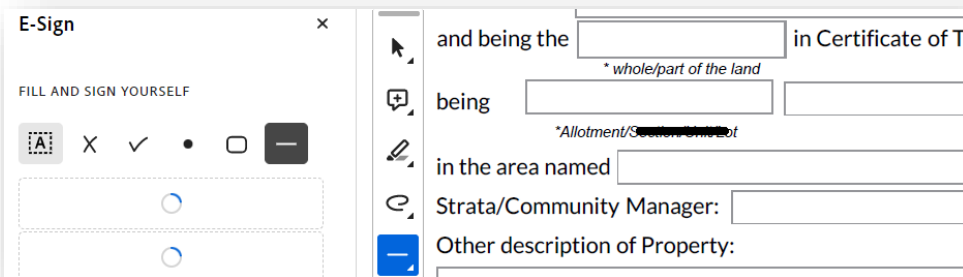 E-Sign
FILL AND SIGN YOURSELF
A
and being the in Certificate of T
* whole/part of the land
being
*Allotment/
in the area named
Strata/Community Manager:
Other description of Property: